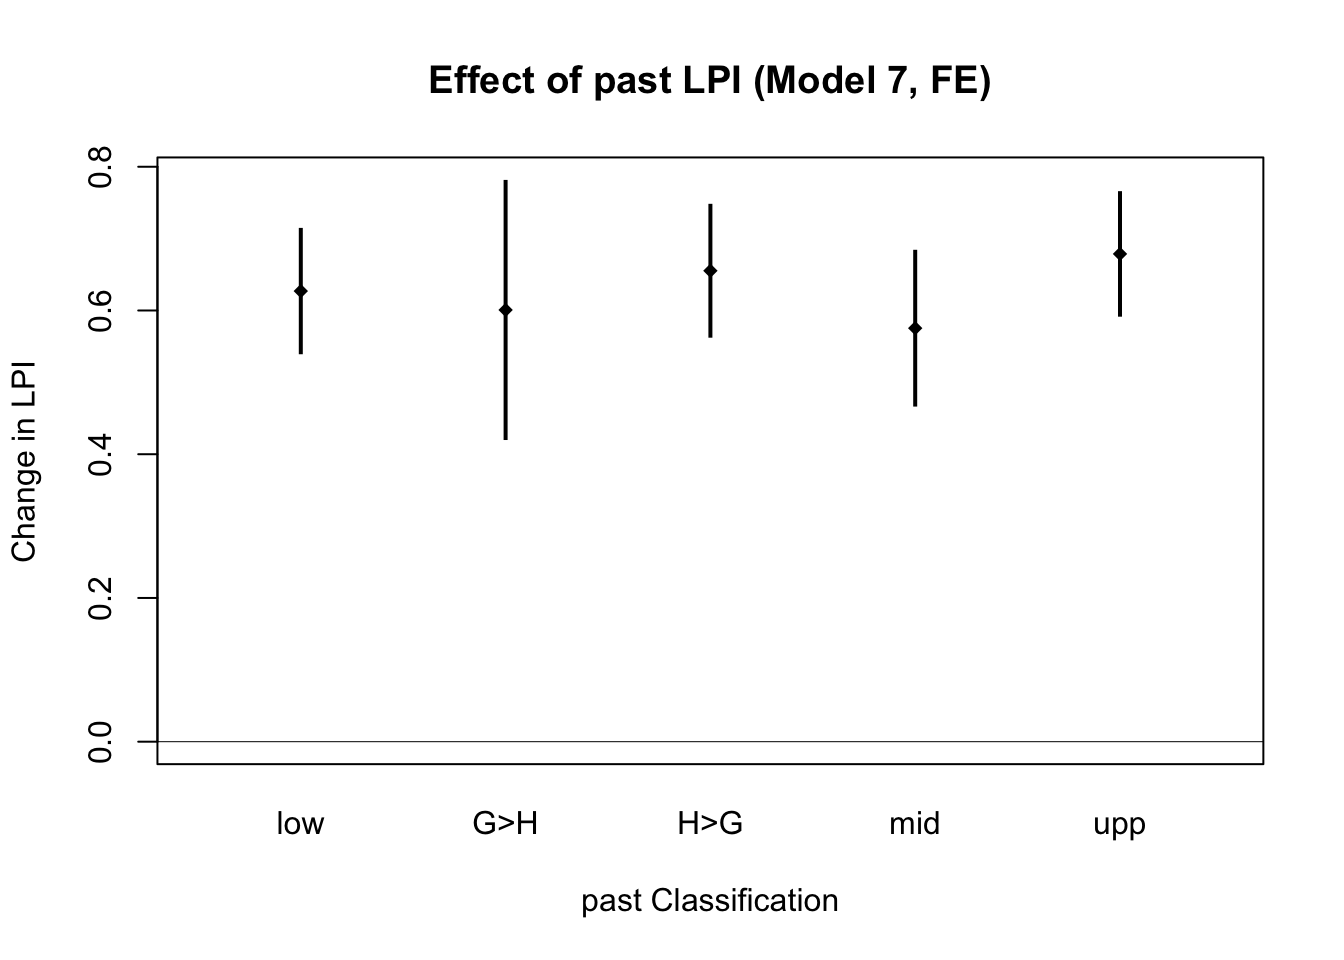 Effect of past LPI (Model 7, FE)
Change in LPI
0.8
0.6
0.4
0.2
0.0
low G>H H>G mid upp
past Classification